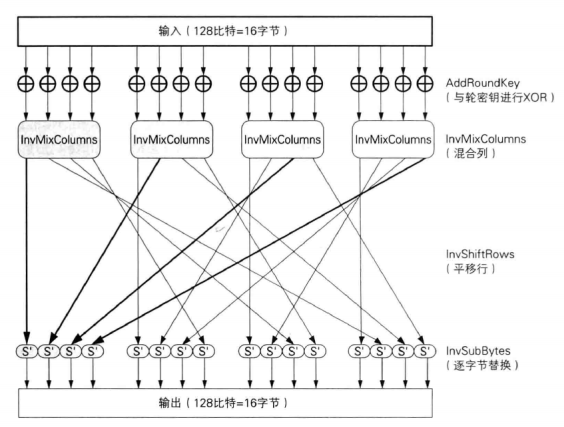 输入（128比特=16字节）
AddRoundKey
（与轮密钥进行XOR）
InvMixColumns InvMixColumns InvMixColumns InvMixColumns
InvMixColumns
（混合列）
InvShiftRows
（平移行）
S' S' S' S' S' S' S' S' S' S' S' S' S' S' S' S'
InvSubBytes
（逐字节替换）
输出（128比特=16字节）